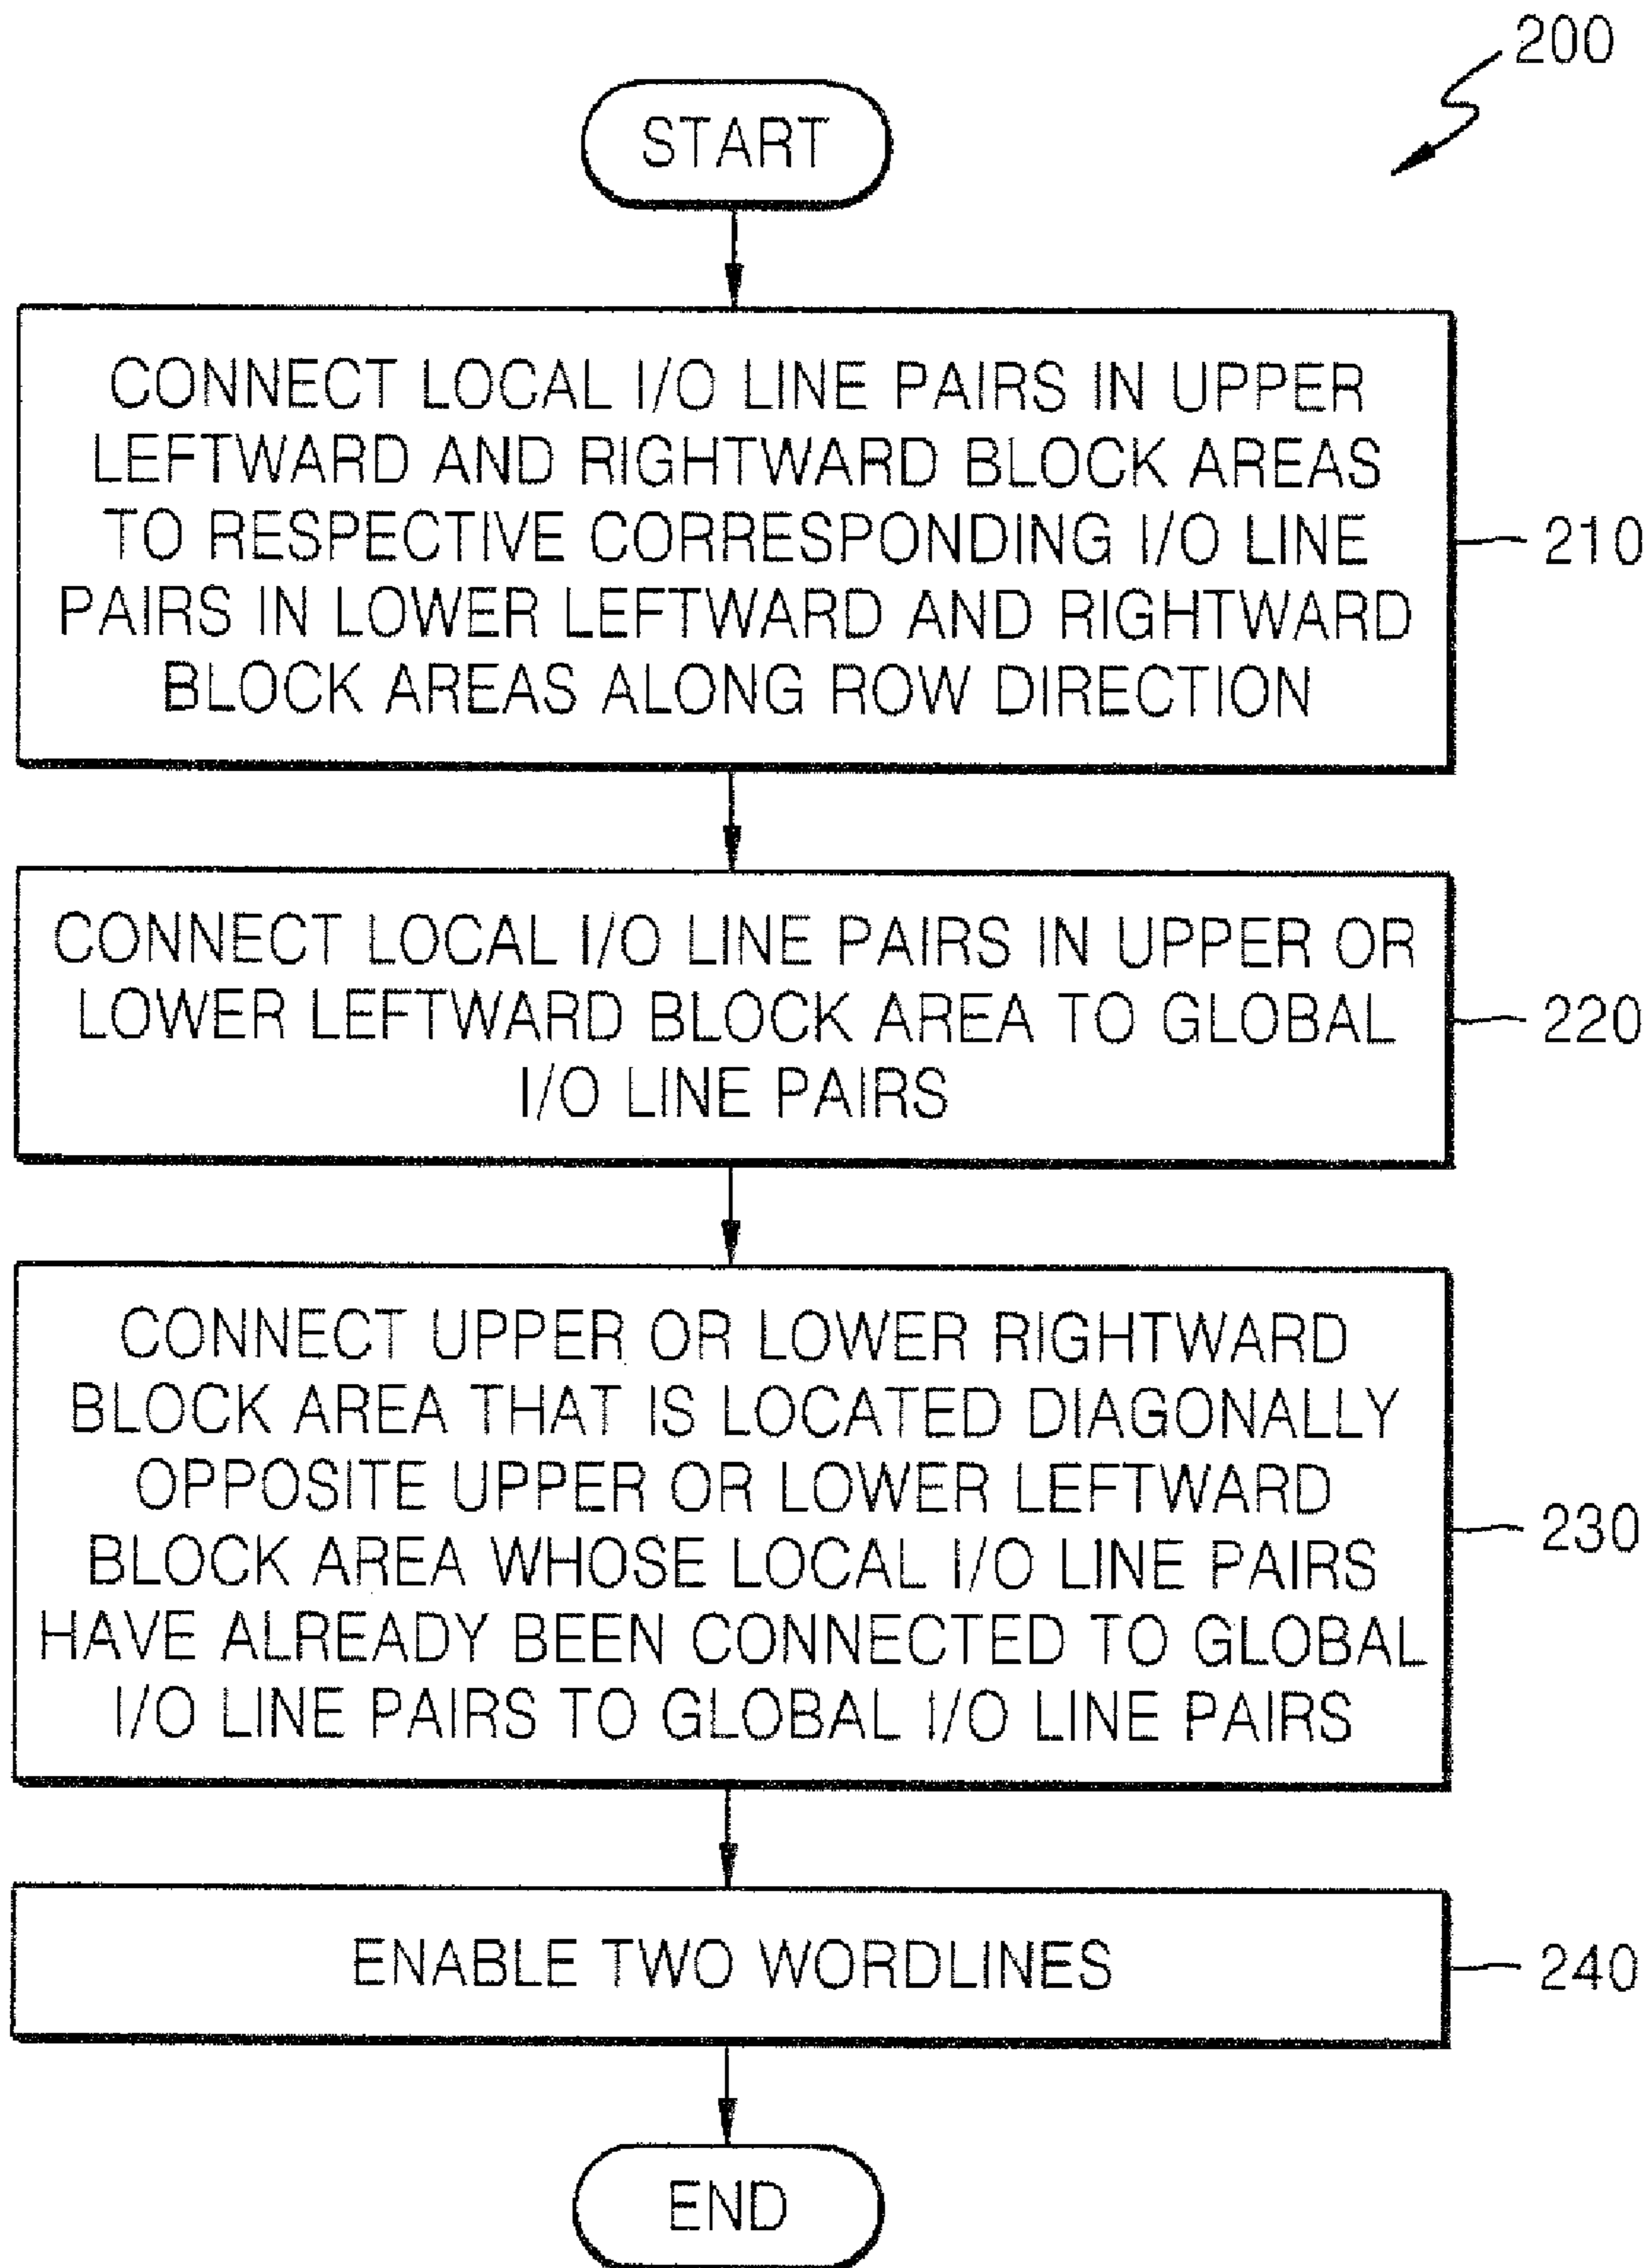 200
START
CONNECT LOCAL I/O LINE PAIRS IN UPPER
LEFTWARD AND RIGHTWARD BLOCK AREAS
TO RESPECTIVE CORRESPONDING I/O LINE
PAIRS IN LOWER LEFTWARD AND RIGHTWARD
BLOCK AREAS ALONG ROW DIRECTION
210
CONNECT LOCAL I/O LINE PAIRS IN UPPER OR
LOWER LEFTWARD BLOCK AREA TO GLOBAL
I/O LINE PAIRS
220
CONNECT UPPER OR LOWER RIGHTWARD
BLOCK AREA THAT IS LOCATED DIAGONALLY
OPPOSITE UPPER OR LOWER LEFTWARD
BLOCK AREA WHOSE LOCAL I/O LINE PAIRS
HAVE ALREADY BEEN CONNECTED TO GLOBAL
I/O LINE PAIRS TO GLOBAL I/O LINE PAIRS
230
ENABLE TWO WORDLINES
240
END